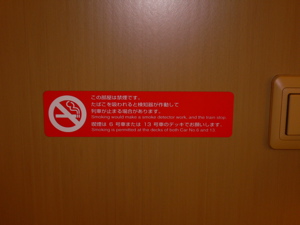 この部屋は禁煙です。
たばこを吸われると検知器が作動して
列車が止まる場合があります。
Smoking would make a smoke detector work, and the train stop.
喫煙は 6 号車または 13 号車のデッキでお願いします。
Smoking is permitted at the decks of both Car No.6 and 13.